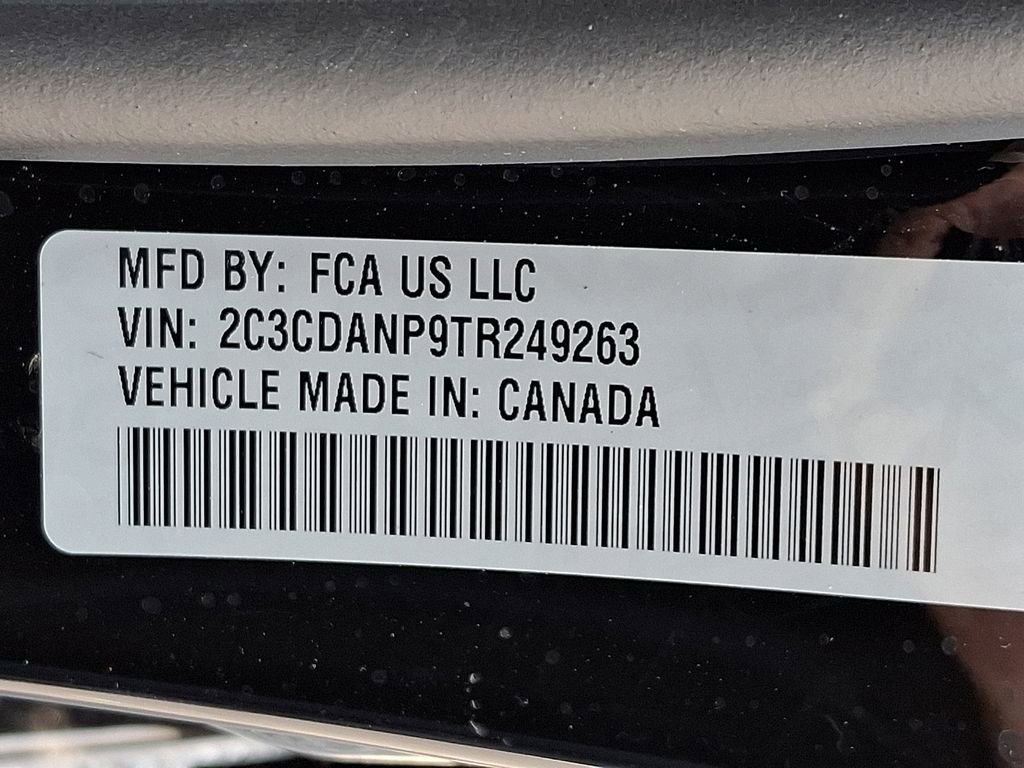 MFD BY: FCA US LLC
VIN: 2C3CDANP9TR249263
VEHICLE MADE IN: CANADA